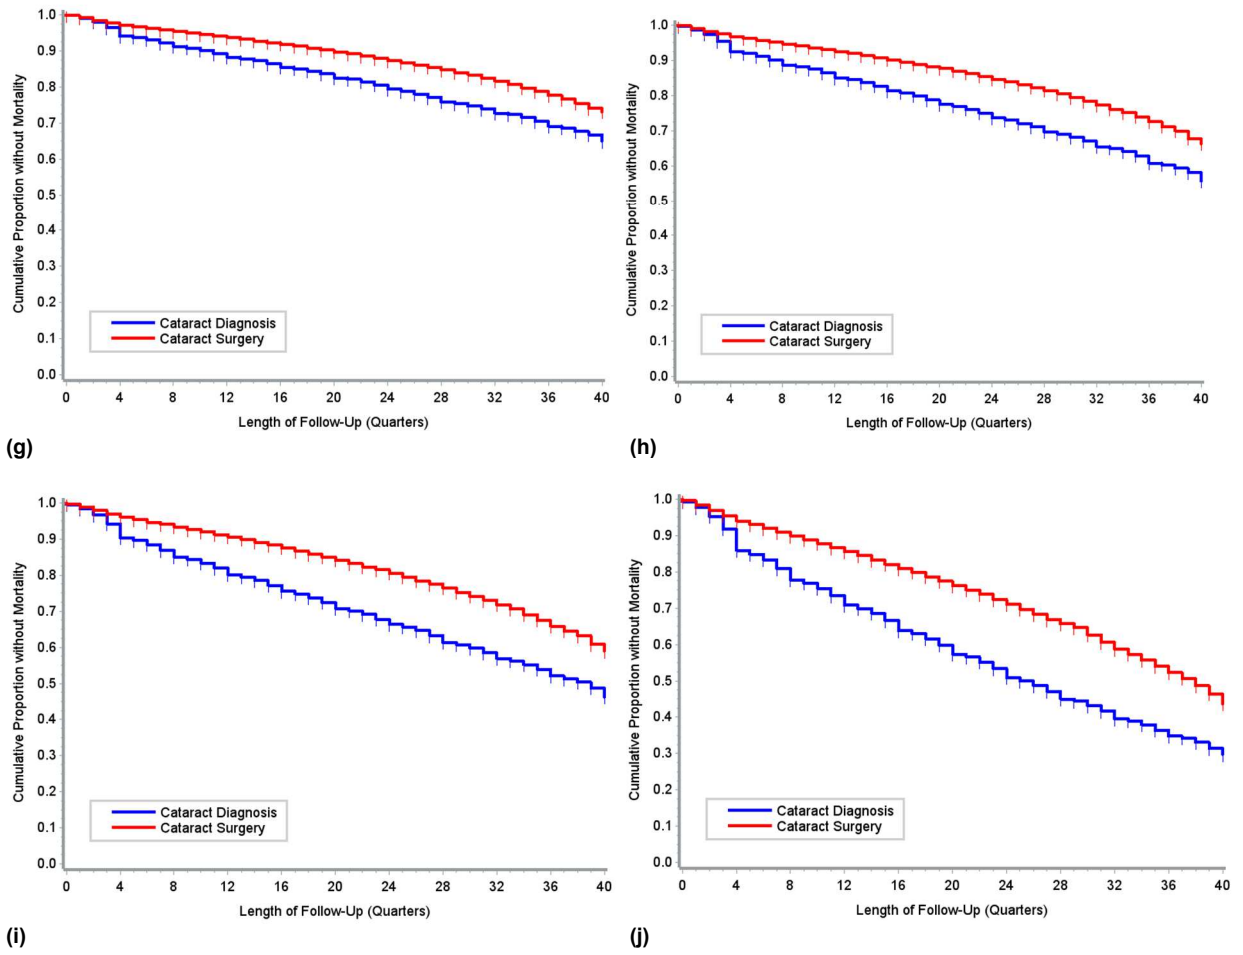 Cumulative Proportion without Mortality
1.0
0.9
0.8
0.7
0.6
0.5
0.4
0.3
0.2
0.1
0.0
Cataract Diagnosis
Cataract Surgery
0 4 8 12 16 20 24 28 32 36 40
Length of Follow-Up (Quarters)
(g)
Cumulative Proportion without Mortality
1.0
0.9
0.8
0.7
0.6
0.5
0.4
0.3
0.2
0.1
0.0
Cataract Diagnosis
Cataract Surgery
0 4 8 12 16 20 24 28 32 36 40
Length of Follow-Up (Quarters)
(h)
Cumulative Proportion without Mortality
1.0
0.9
0.8
0.7
0.6
0.5
0.4
0.3
0.2
0.1
0.0
Cataract Diagnosis
Cataract Surgery
0 4 8 12 16 20 24 28 32 36 40
Length of Follow-Up (Quarters)
(i)
Cumulative Proportion without Mortality
1.0
0.9
0.8
0.7
0.6
0.5
0.4
0.3
0.2
0.1
0.0
Cataract Diagnosis
Cataract Surgery
0 4 8 12 16 20 24 28 32 36 40
Length of Follow-Up (Quarters)
(j)